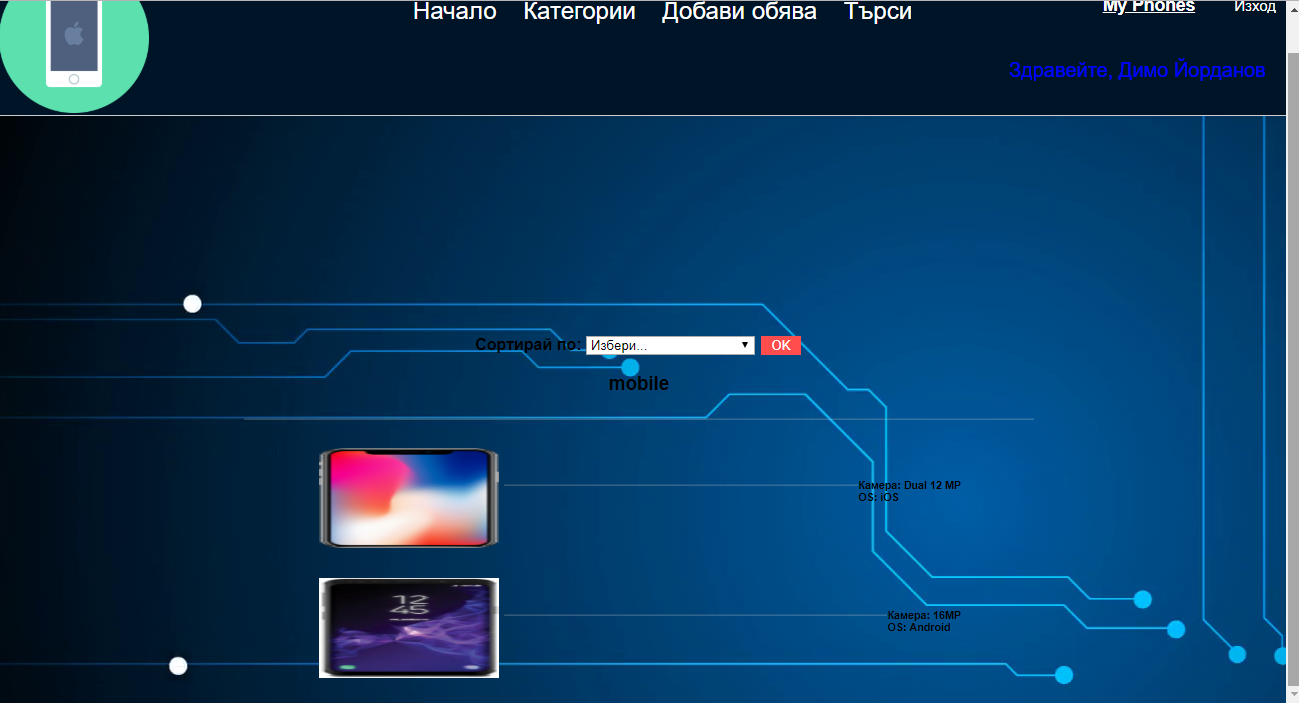 Начало Категории Добави обява Търси My Phones Изход
Здравейте, Димо Йорданов
Сортирай по: Избери... OK
mobile
Камера: Dual 12 MP
OS: iOS
12
45
Камера: 16MP
OS: Android